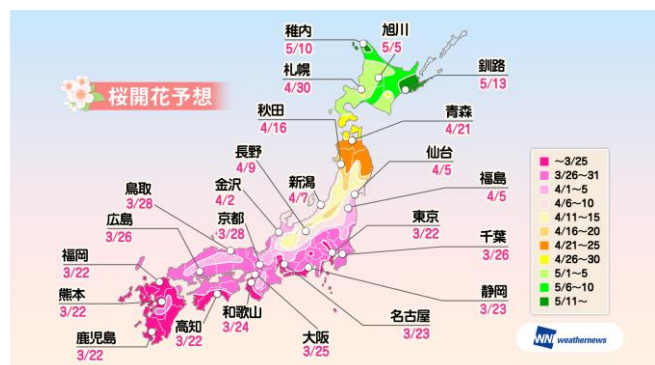 桜開花予想
稚内
5/10
旭川
5/5
札幌
4/30
釧路
5/13
秋田
4/16
青森
4/21
長野
4/9
仙台
4/5
新潟
4/7
金沢
4/2
福島
4/5
鳥取
3/28
広島
3/26
京都
3/28
東京
3/22
千葉
3/26
福岡
3/22
熊本
3/22
鹿児島
3/22
高知
3/22
和歌山
3/24
大阪
3/25
名古屋
3/23
静岡
3/23
～3/25
3/26～31
4/1～5
4/6～10
4/11～15
4/16～20
4/21～25
4/26～30
5/1～5
5/6～10
5/11～
WN weathernews